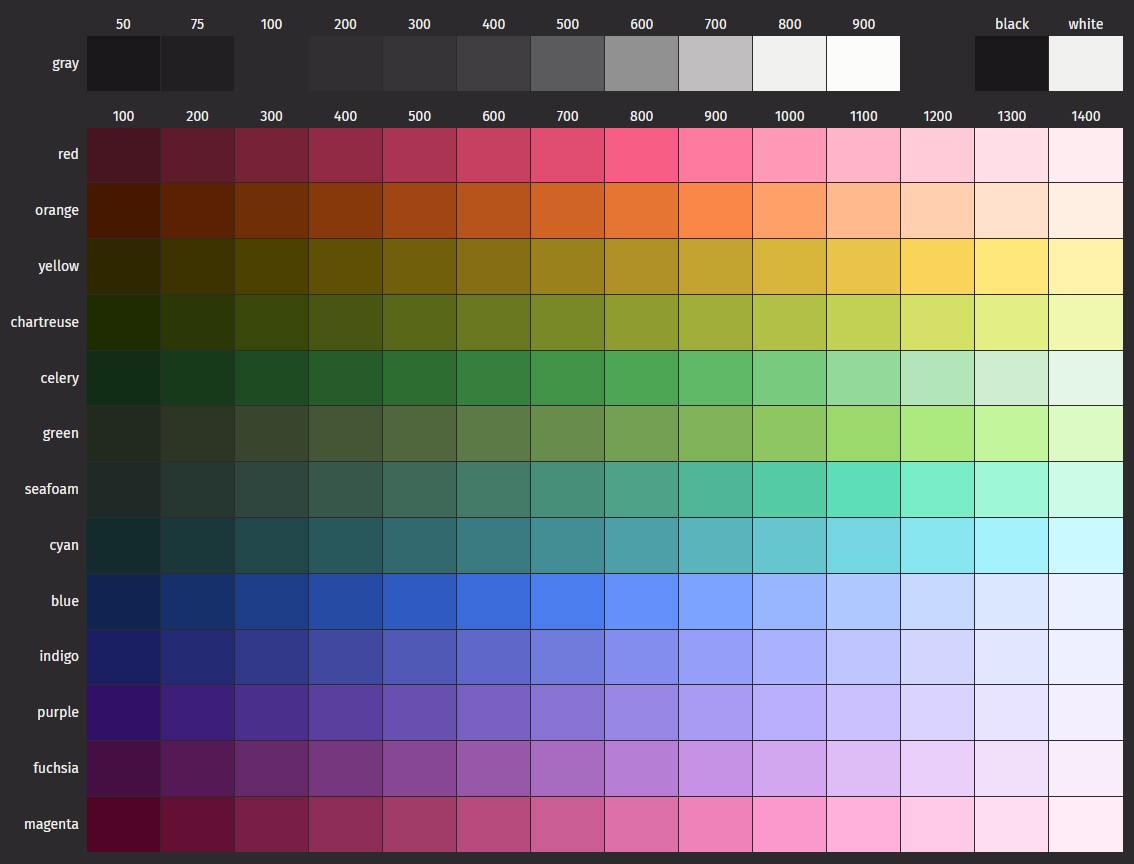 50 75 100 200 300 400 500 600 700 800 900 black white
gray
100 200 300 400 500 600 700 800 900 1000 1100 1200 1300 1400
red
orange
yellow
chartreuse
celery
green
seafoam
cyan
blue
indigo
purple
fuchsia
magenta